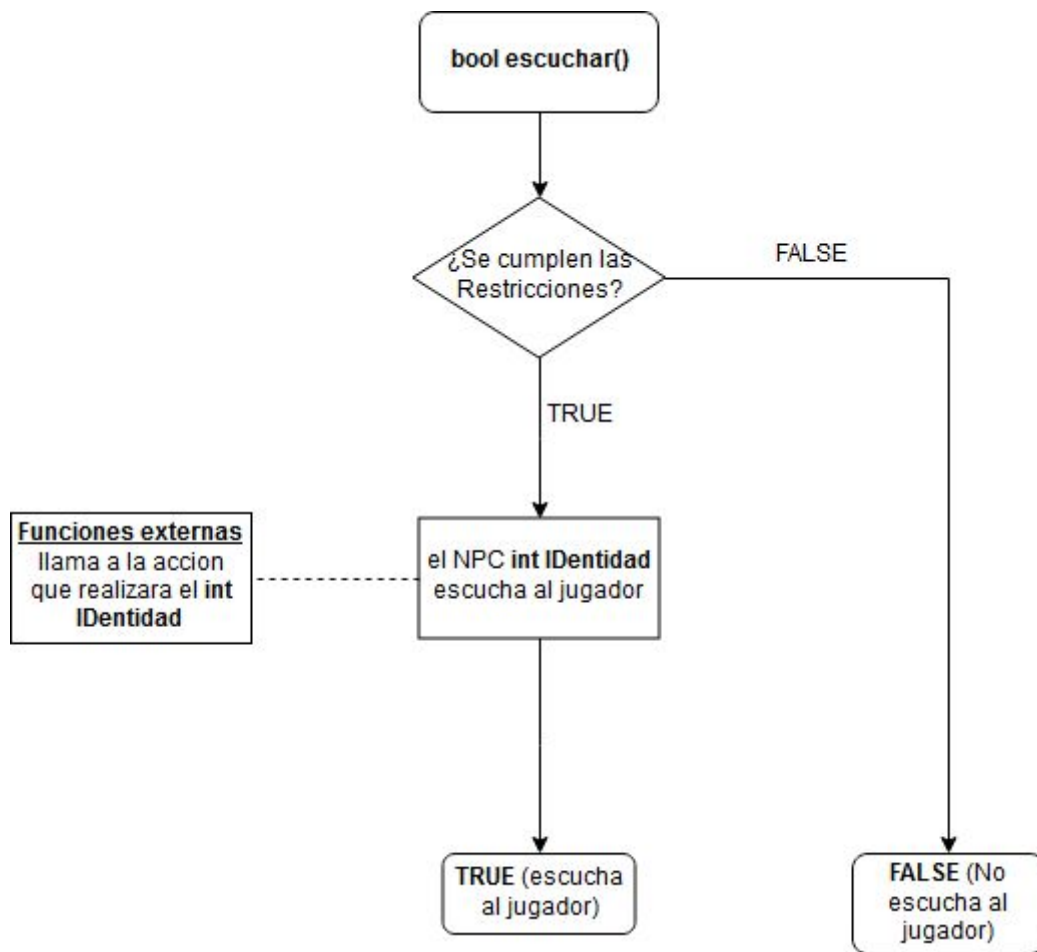 bool escuchar()
¿Se cumplen las
Restricciones?
FALSE
TRUE
Funciones externas
llama a la accion
que realizara el int
IDentidad
el NPC int IDentidad
escucha al jugador
TRUE (escucha
al jugador)
FALSE (No
escucha al
jugador)